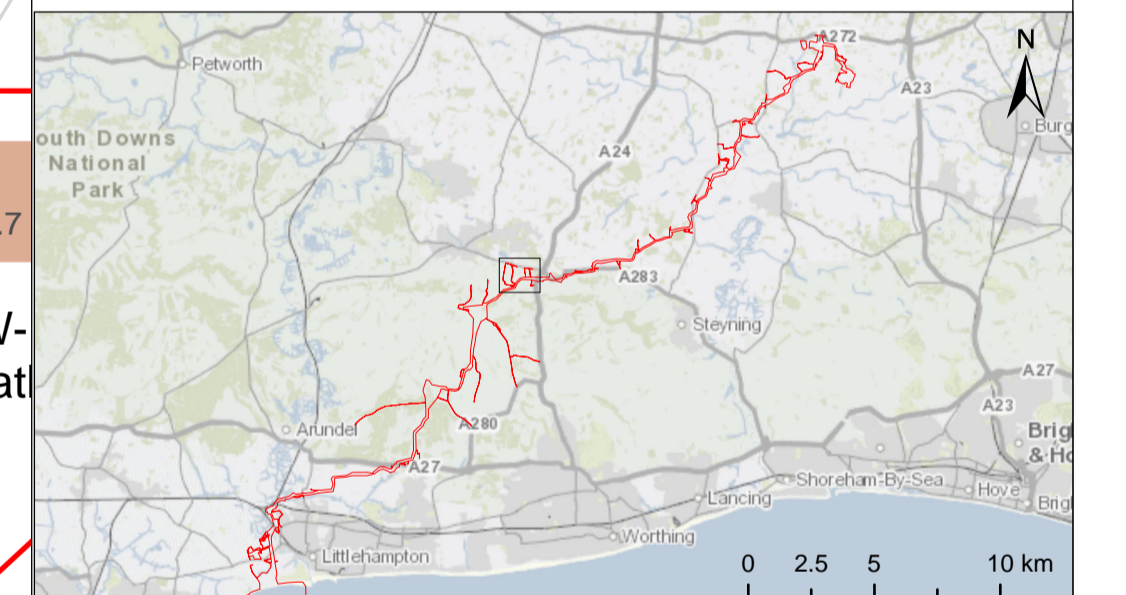 A272
N
Petworth
A23
Burg
outh Downs
National
Park
A24
.7
A283
Steyning
V-
atl
A27
A23
Arundel
A280
Brig
& Ho
A27
Shoreham-By-Sea
Hove
Lancing
Brig
Worthing
Littlehampton
0 2.5 5 10 km